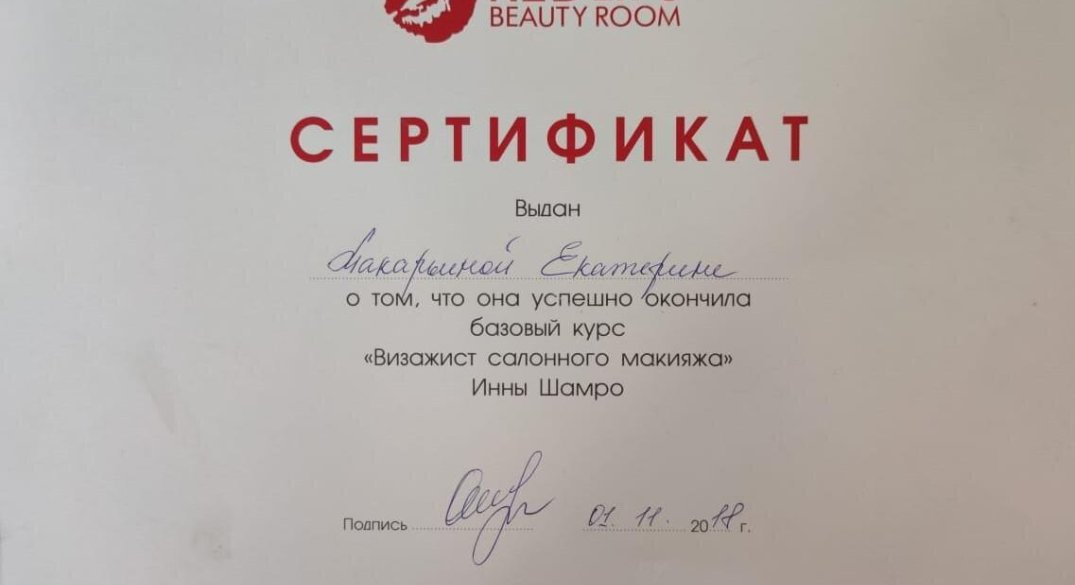 BEAUTY ROOM
СЕРТИФИКАТ
Выдан
Макарьиной Екатерине
о том, что она успешно окончила
базовый курс
«Визажист салонного макияжа»
Инны Шамро
Подпись 01. 11. 2018 г.